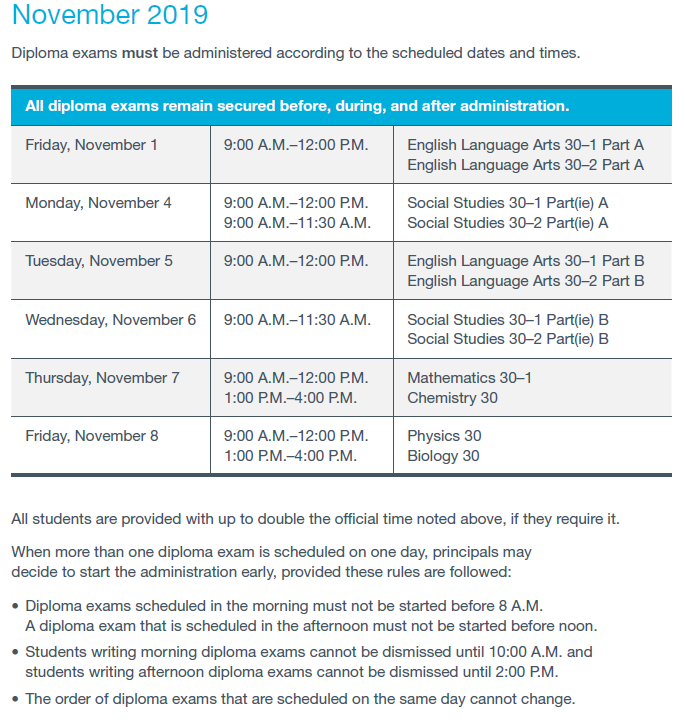 November 2019
Diploma exams must be administered according to the scheduled dates and times.
All diploma exams remain secured before, during, and after administration.
Friday, November 1 9:00 A.M.–12:00 P.M. English Language Arts 30–1 Part A
English Language Arts 30–2 Part A
Monday, November 4 9:00 A.M.–12:00 P.M. Social Studies 30–1 Part(ie) A
9:00 A.M.–11:30 A.M. Social Studies 30–2 Part(ie) A
Tuesday, November 5 9:00 A.M.–12:00 P.M. English Language Arts 30–1 Part B
English Language Arts 30–2 Part B
Wednesday, November 6 9:00 A.M.–11:30 A.M. Social Studies 30–1 Part(ie) B
Social Studies 30–2 Part(ie) B
Thursday, November 7 9:00 A.M.–12:00 P.M. Mathematics 30–1
1:00 P.M.–4:00 P.M. Chemistry 30
Friday, November 8 9:00 A.M.–12:00 P.M. Physics 30
1:00 P.M.–4:00 P.M. Biology 30
All students are provided with up to double the official time noted above, if they require it.
When more than one diploma exam is scheduled on one day, principals may
decide to start the administration early, provided these rules are followed:
• Diploma exams scheduled in the morning must not be started before 8 A.M.
A diploma exam that is scheduled in the afternoon must not be started before noon.
• Students writing morning diploma exams cannot be dismissed until 10:00 A.M. and
students writing afternoon diploma exams cannot be dismissed until 2:00 P.M.
• The order of diploma exams that are scheduled on the same day cannot change.